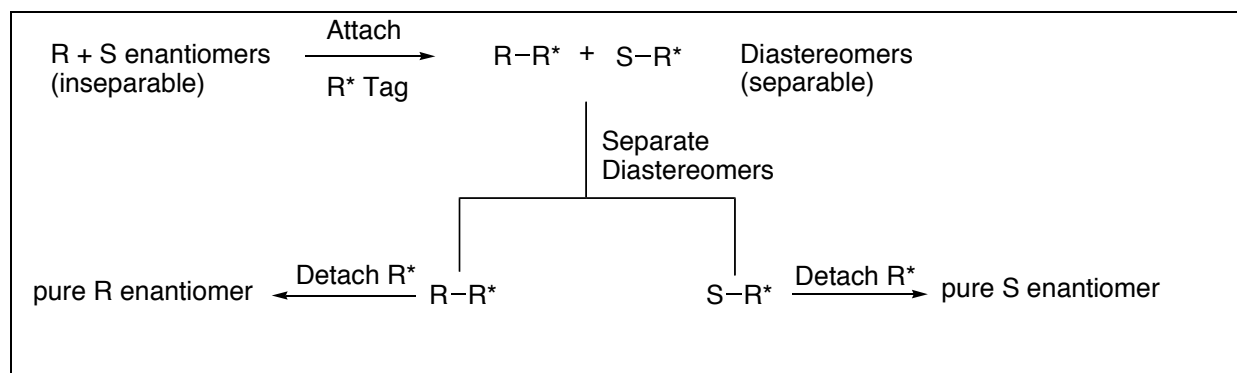 R + S enantiomers
(inseparable)
Attach
R* Tag
R–R* + S–R*
Diastereomers
(separable)
Separate
Diastereomers
pure R enantiomer
Detach R*
R–R*
S–R*
Detach R*
pure S enantiomer